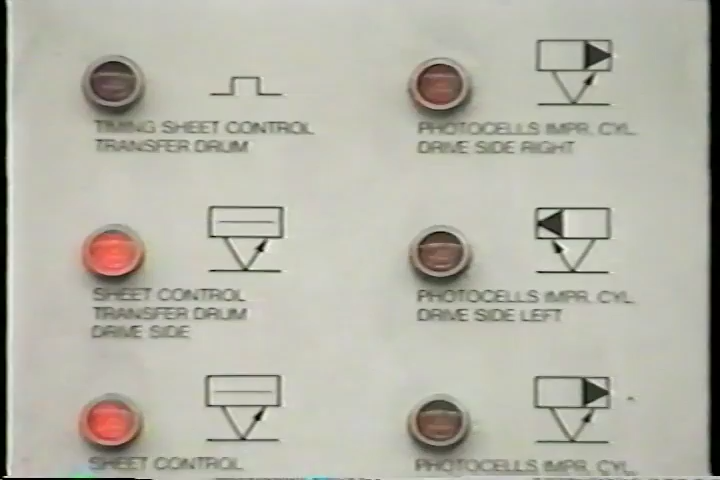 TIMING SHEET CONTROL
TRANSFER DRUM
PHOTOCELLS IMPR. CYL.
DRIVE SIDE RIGHT
SHEET CONTROL
TRANSFER DRUM
DRIVE SIDE
PHOTOCELLS IMPR. CYL.
DRIVE SIDE LEFT
SHEET CONTROL
PHOTOCELLS IMPR. CYL.